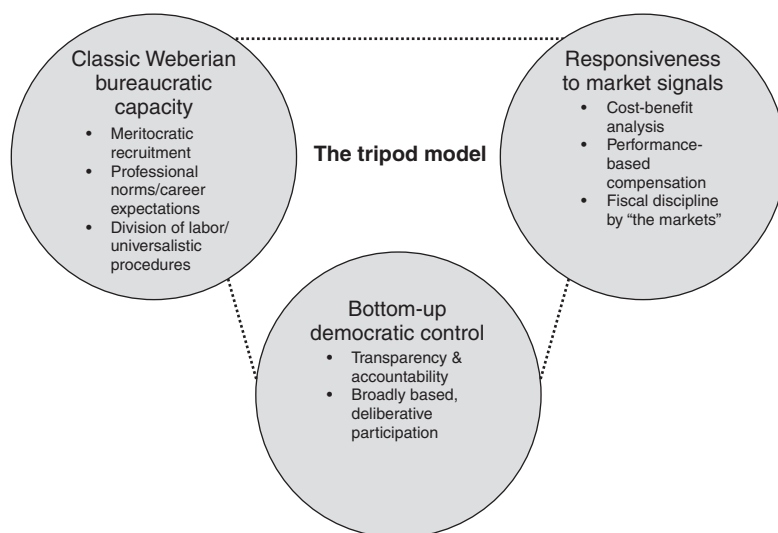 Classic Weberian
bureaucratic
capacity
• Meritocratic
recruitment
• Professional
norms/career
expectations
• Division of labor/
universalistic
procedures
The tripod model
Responsiveness
to market signals
• Cost-benefit
analysis
• Performance-
based
compensation
• Fiscal discipline
by “the markets”
Bottom-up
democratic control
• Transparency &
accountability
• Broadly based,
deliberative
participation